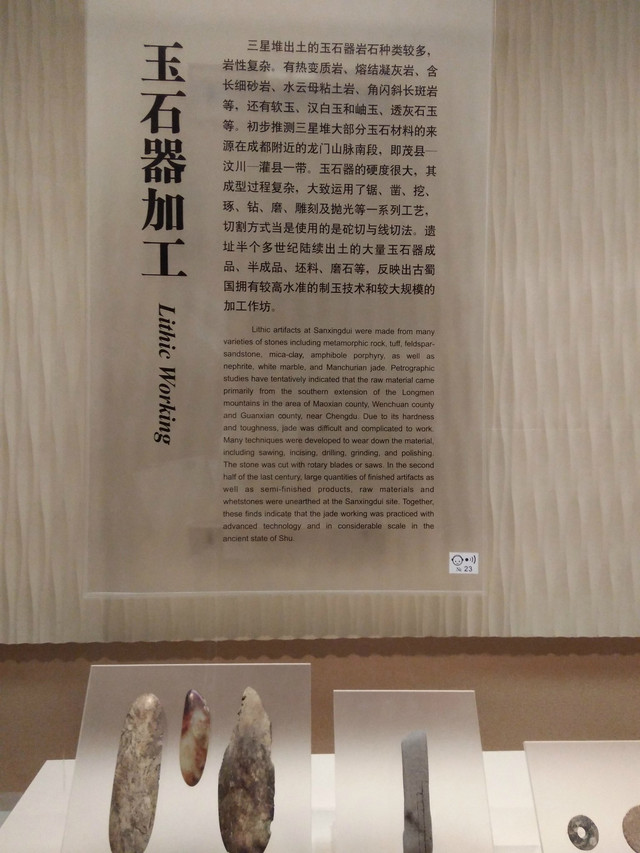 玉石器加工
Lithic Working
三星堆出土的玉石器岩石种类较多，
岩性复杂。有热变质岩、熔结凝灰岩、含
长细砂岩、水云母粘土岩、角闪斜长斑岩
等，还有软玉、汉白玉和岫玉、透灰石玉
等。初步推测三星堆大部分玉石材料的来
源在成都附近的龙门山脉南段，即茂县—
汶川—灌县一带。玉石器的硬度很大，其
成型过程复杂，大致运用了锯、凿、挖、
琢、钻、磨、雕刻及抛光等一系列工艺，
切割方式当是使用的是砣切与线切法。遗
址半个多世纪陆续出土的大量玉石器成
品、半成品、坯料、磨石等，反映出古蜀
国拥有较高水准的制玉技术和较大规模的
加工作坊。
Lithic artifacts at Sanxingdui were made from many
varieties of stones including metamorphic rock, tuff, feldspar-
sandstone, mica-clay, amphibole porphyry, as well as
nephrite, white marble, and Manchurian jade. Petrographic
studies have tentatively indicated that the raw material came
primarily from the southern extension of the Longmen
mountains in the area of Maoxian county, Wenchuan county
and Guanxian county, near Chengdu. Due to its hardness
and toughness, jade was difficult and complicated to work.
Many techniques were developed to wear down the material,
including sawing, incising, drilling, grinding, and polishing.
The stone was cut with rotary blades or saws. In the second
half of the last century, large quantities of finished artifacts as
well as semi-finished products, raw materials and
whetstones were unearthed at the Sanxingdui site. Together,
these finds indicate that the jade working was practiced with
advanced technology and in considerable scale in the
ancient state of Shu.
№ 23